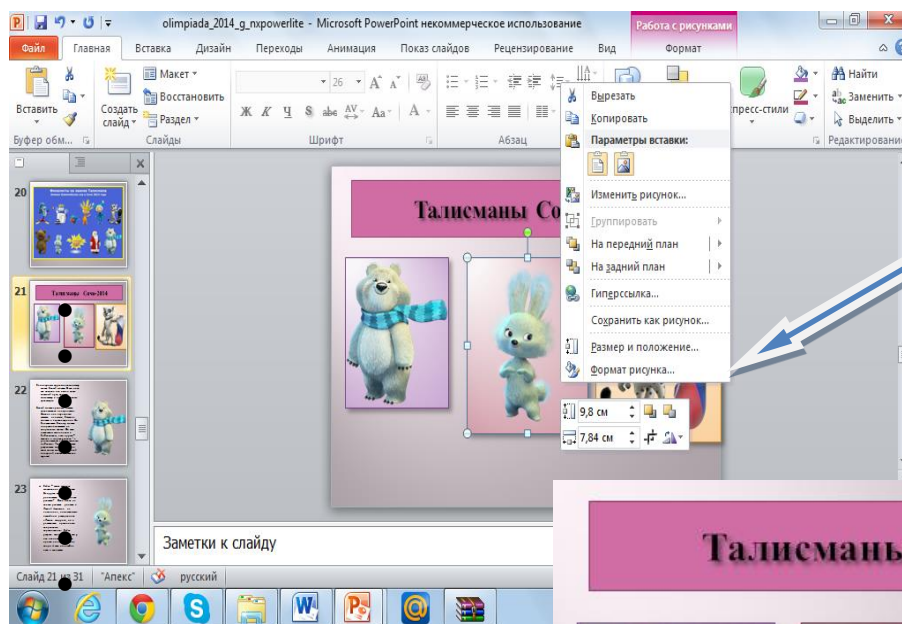 olimpiada_2014_g_nxpowerlite - Microsoft PowerPoint некоммерческое использование
Работа с рисунками
Файл Главная Вставка Дизайн Переходы Анимация Показ слайдов Рецензирование Вид Формат
Вставить
Буфер обм...
Создать слайд
Макет
Восстановить
Раздел
Слайды
26
Ж К Ч S abc AV Aa A
Шрифт
Абзац
пресс-стили
Найти
Заменить
Выделить
Редактировани
Вырезать
Копировать
Параметры вставки:
Изменить рисунок...
Группировать
На передний план
На задний план
Гиперссылка...
Сохранить как рисунок...
Размер и положение...
Формат рисунка...
9,8 см
7,84 см
20
21
Талисманы Сочи-2014
22
23
Талисманы Со
Талисманы
Заметки к слайду
Слайд 21 из 31 "Апекс" русский